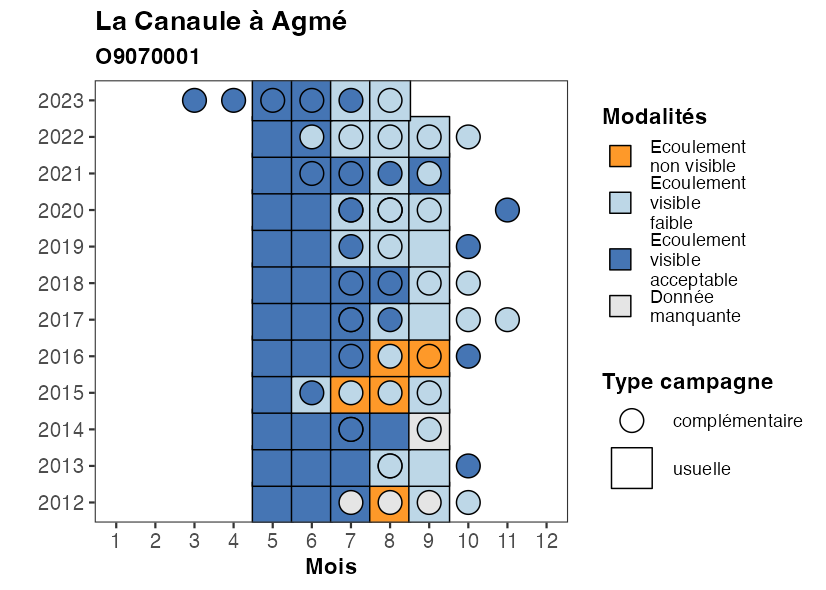 La Canaule à Agmé
O9070001
2023
2022
2021
2020
2019
2018
2017
2016
2015
2014
2013
2012
1 2 3 4 5 6 7 8 9 10 11 12
Mois
Modalités
Ecoulement
non visible
Ecoulement
visible
faible
Ecoulement
visible
acceptable
Donnée
manquante
Type campagne
complémentaire
usuelle